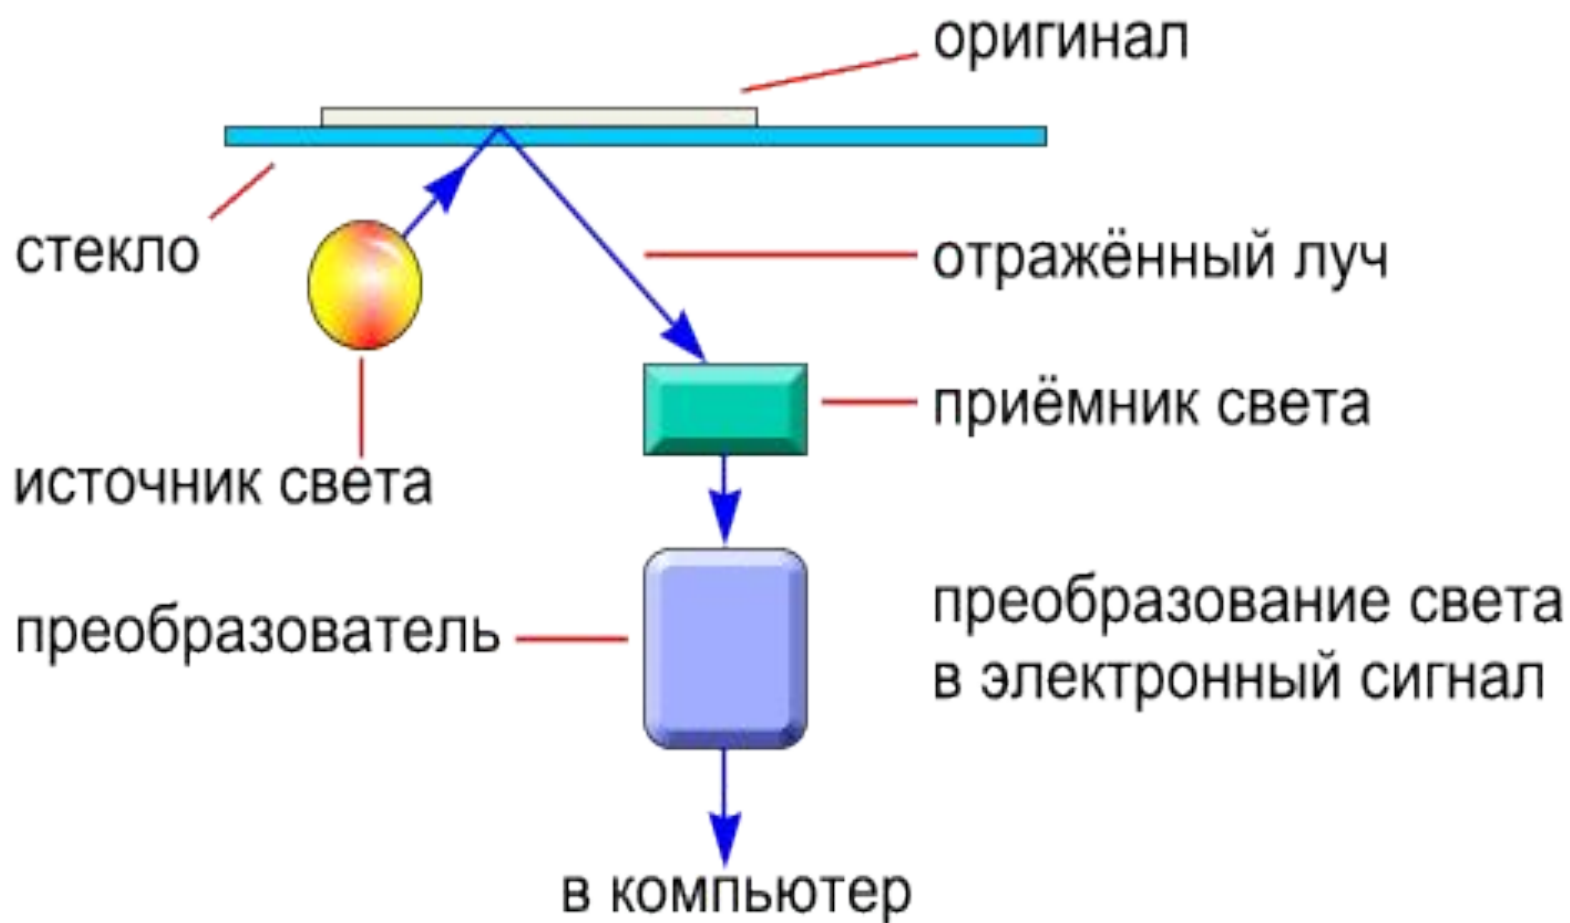 оригинал
стекло
отражённый луч
приёмник света
источник света
преобразователь
преобразование света
в электронный сигнал
в компьютер